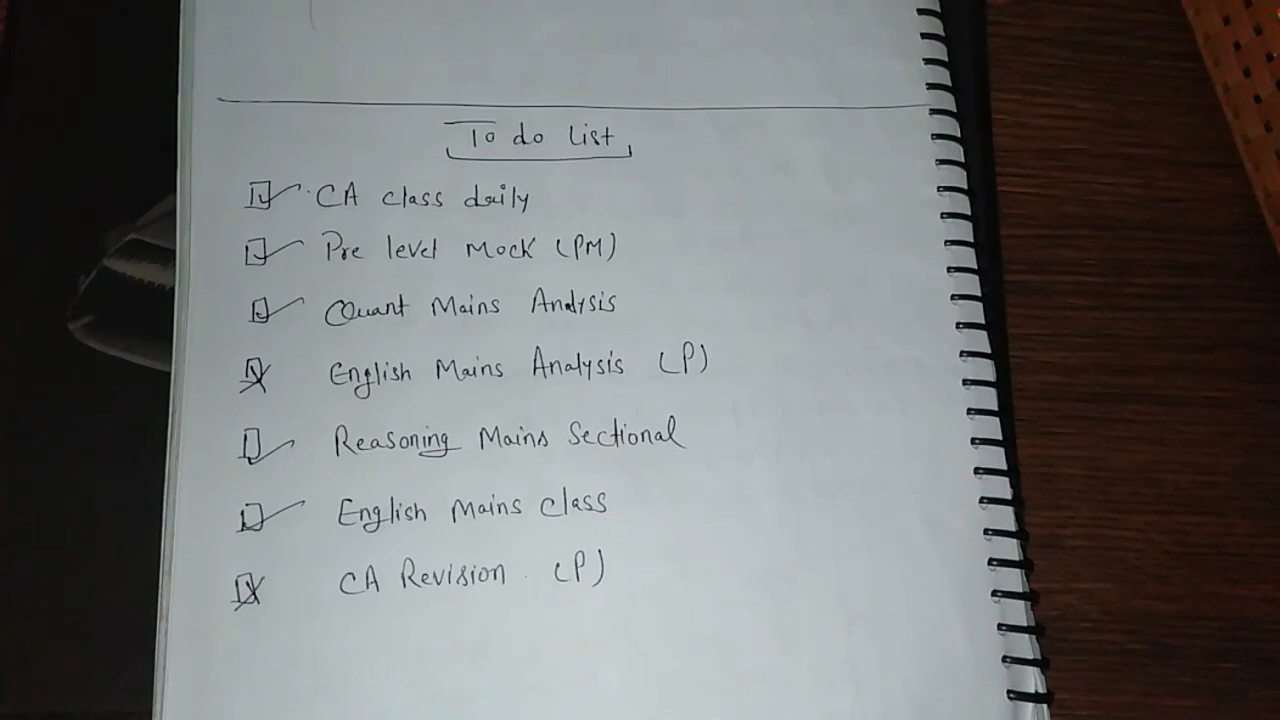 To do List
CA class daily
Pre level Mock (PM)
Quant Mains Analysis
English Mains Analysis (P)
Reasoning Mains Sectional
English Mains class
CA Revision (P)